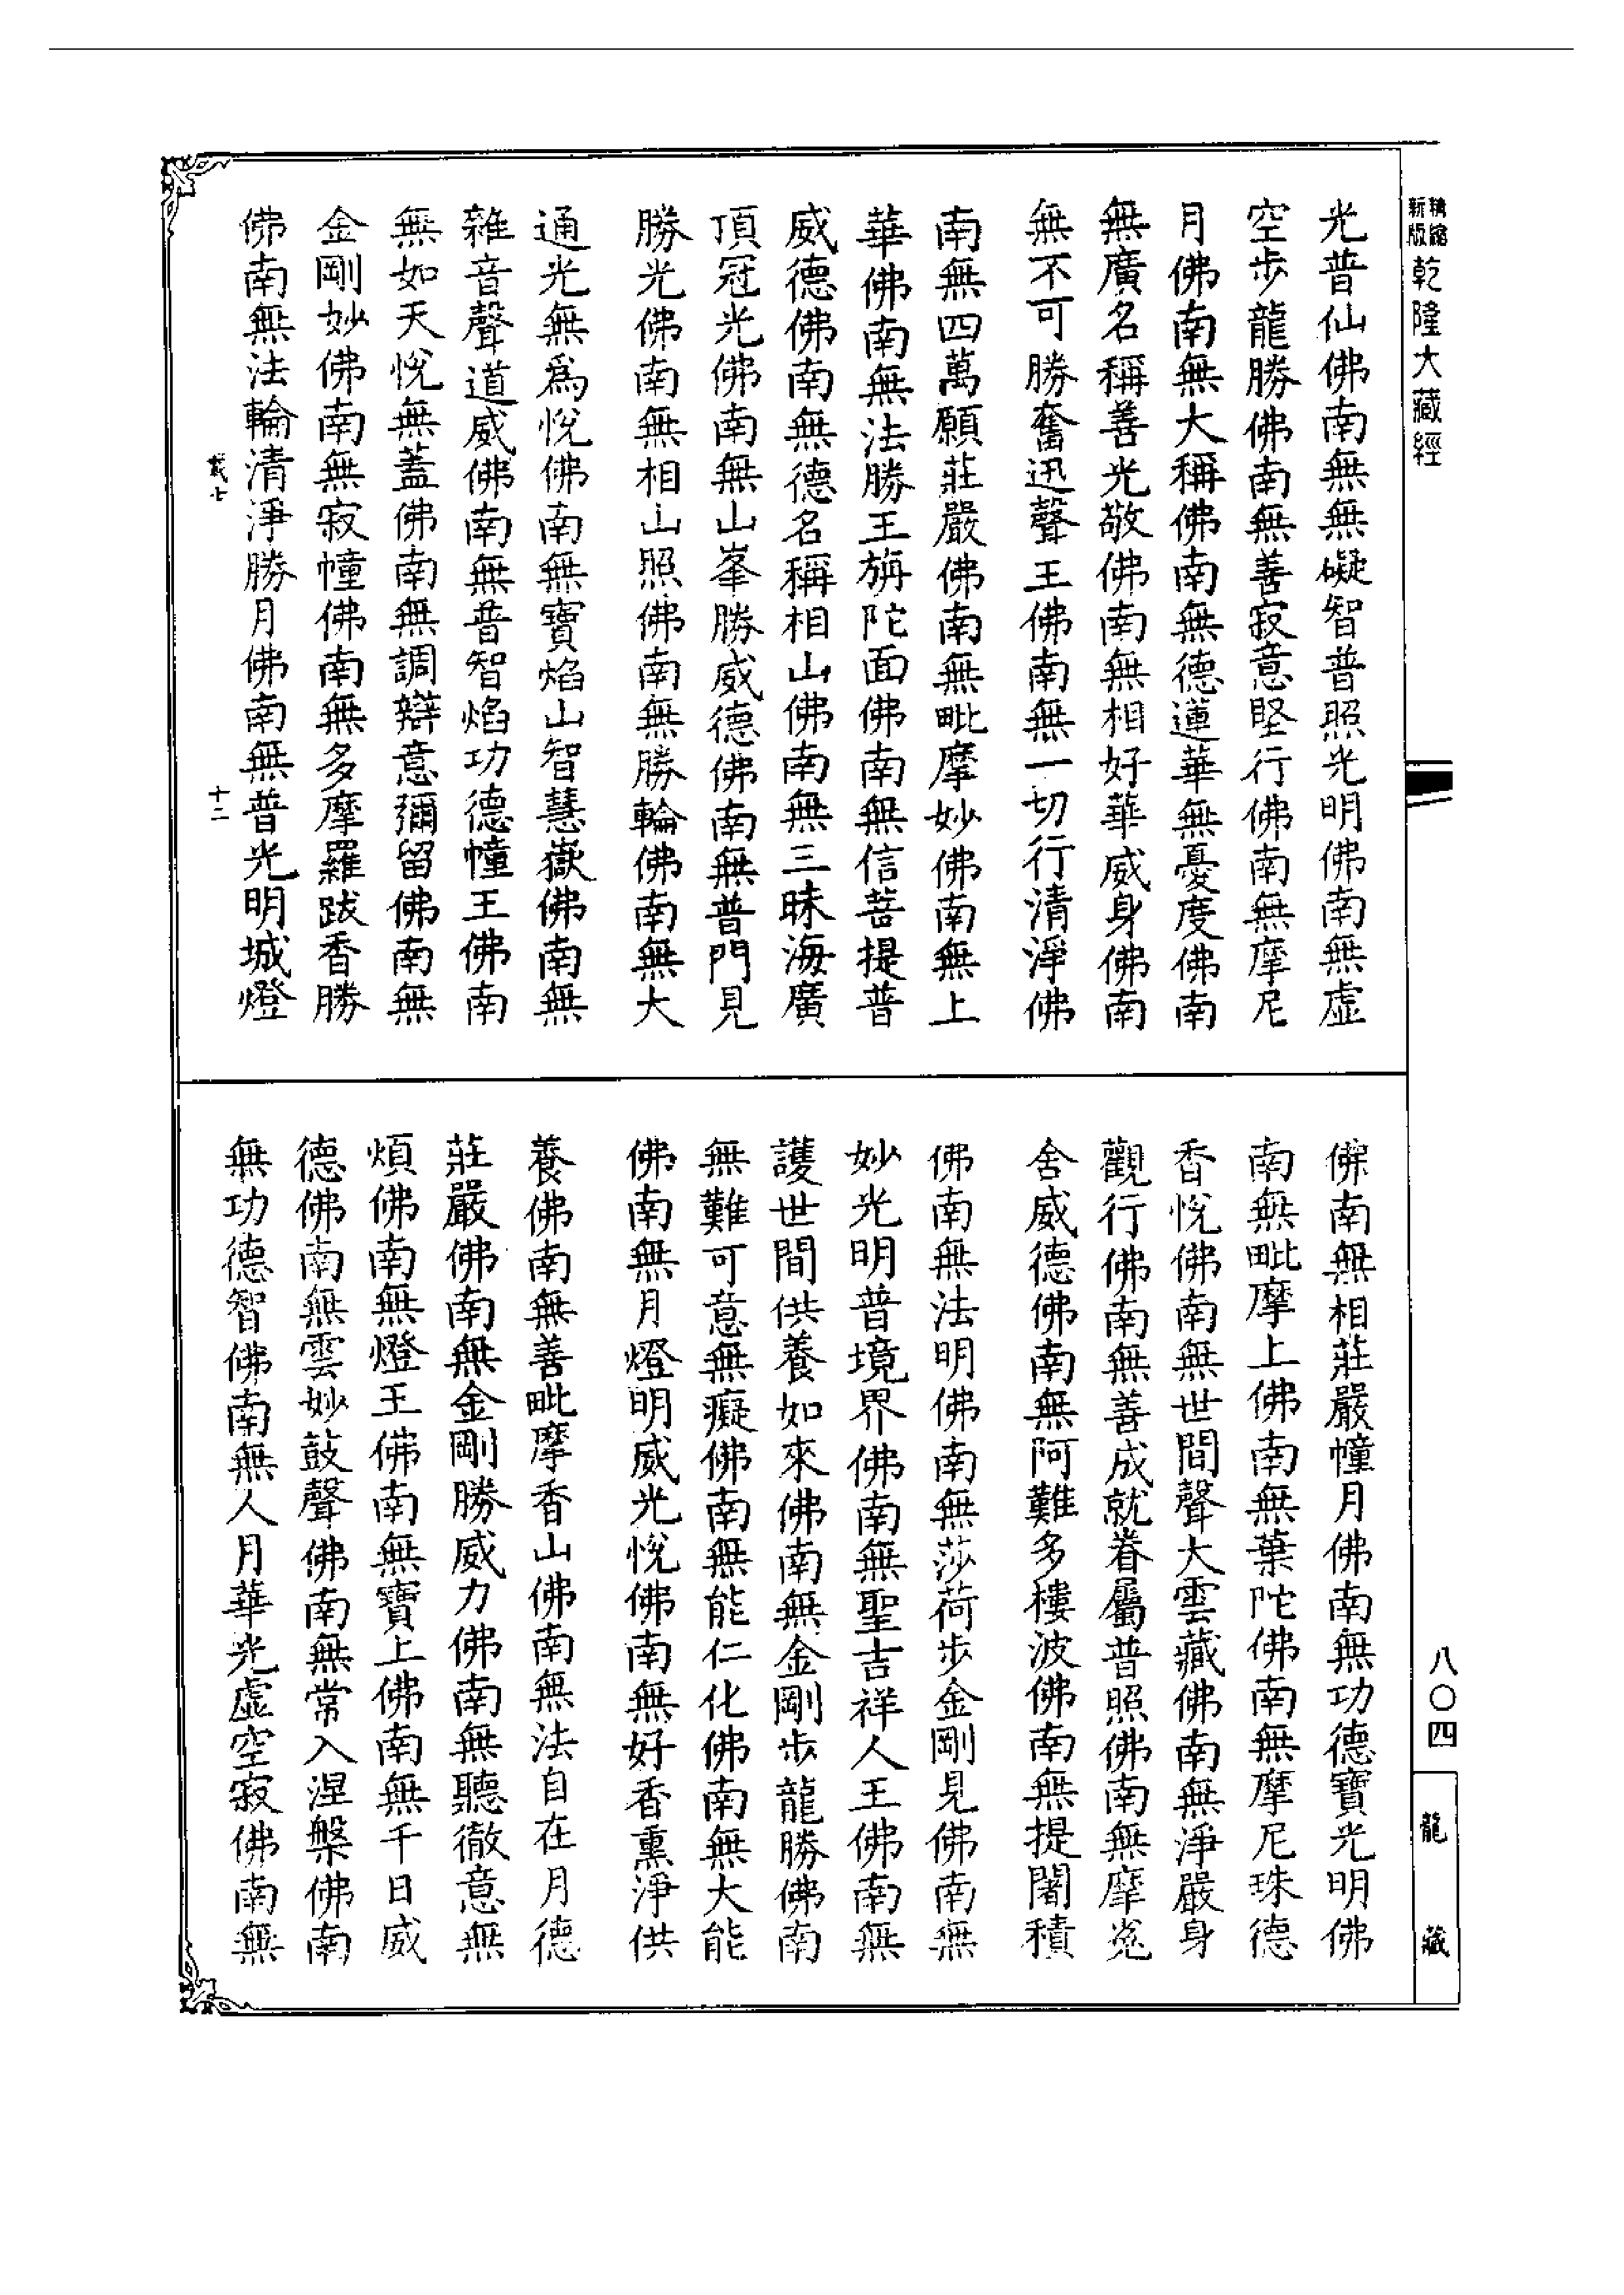 精縮新版乾隆大藏經
光普仙佛南無無礙智普照光明佛南無虛
空步龍勝佛南無善寂意堅行佛南無摩尼
月佛南無大稱佛南無德蓮華無憂度佛南
無廣名稱善光敬佛南無相好華威身佛南
無不可勝奮迅聲王佛南無一切行清淨佛
南無四萬願莊嚴佛南無毗摩妙佛南無上
華佛南無法勝王旃陀面佛南無信菩提普
威德佛南無德名稱相山佛南無三昧海廣
頂冠光佛南無山峯勝威德佛南無普門見
勝光佛南無相山照佛南無勝輪佛南無大
通光無爲悅佛南無寶焰山智慧嶽佛南無
雜音聲道威佛南無普智焰功德幢王佛南
無如天悅無蓋佛南無調辯意彌留佛南無
金剛妙佛南無寂幢佛南無多摩羅跋香勝
佛南無法輪清淨勝月佛南無普光明城燈
十二
佛南無相莊嚴幢月佛南無功德寶光明佛
南無毗摩上佛南無葉陀佛南無摩尼珠德
香悅佛南無世間聲大雲藏佛南無淨嚴身
觀行佛南無善成就眷屬普照佛南無摩㝹
舍威德佛南無阿難多樓波佛南無提闍積
佛南無法明佛南無莎荷步金剛見佛南無
妙光明普境界佛南無聖吉祥人王佛南無
護世間供養如來佛南無金剛步龍勝佛南
無難可意無癡佛南無能仁化佛南無大能
佛南無月燈明威光悅佛南無好香熏淨供
養佛南無善毗摩香山佛南無法自在月德
莊嚴佛南無金剛勝威力佛南無聽徹意無
煩佛南無燈王佛南無寶上佛南無千日威
德佛南無雲妙鼓聲佛南無常入涅槃佛南
無功德智佛南無人月華光虛空寂佛南無
八〇四
龍藏